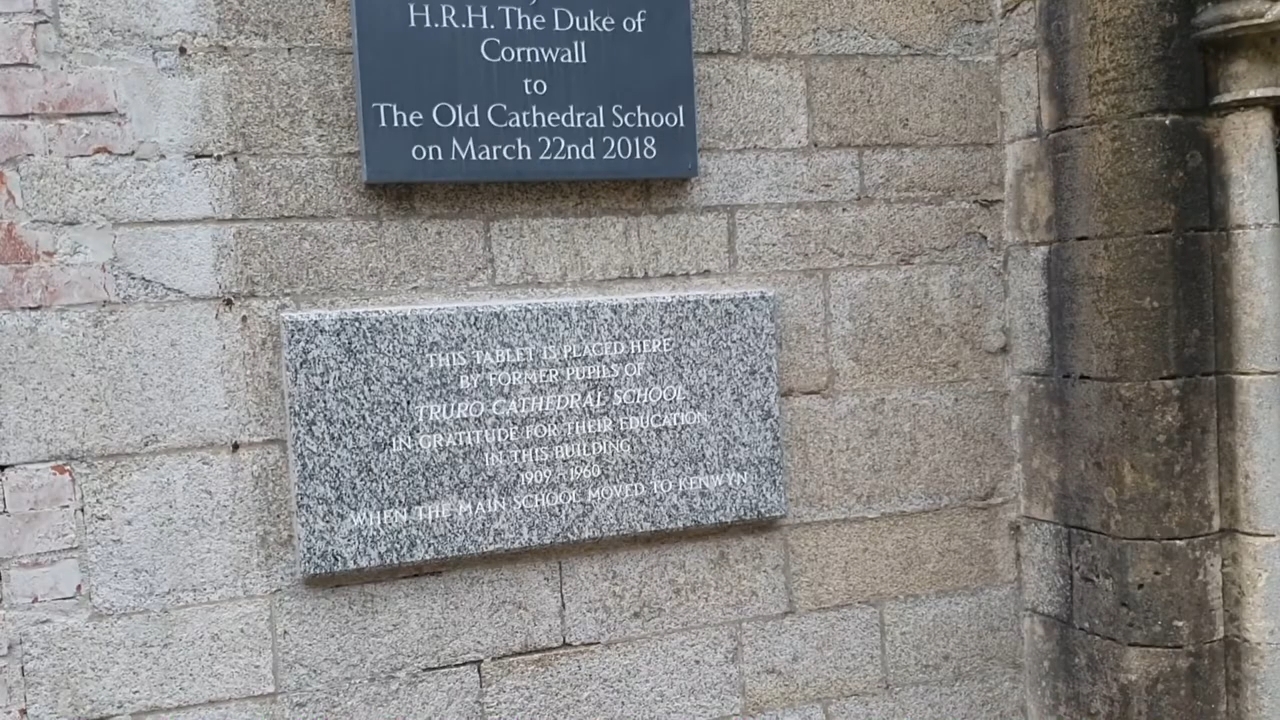 H.R.H. The Duke of
Cornwall
to
The Old Cathedral School
on March 22nd 2018
THIS TABLET IS PLACED HERE
BY FORMER PUPILS OF
TRURO CATHEDRAL SCHOOL
IN GRATITUDE FOR THEIR EDUCATION
IN THIS BUILDING
1909 - 1960
WHEN THE MAIN SCHOOL MOVED TO KENWYN